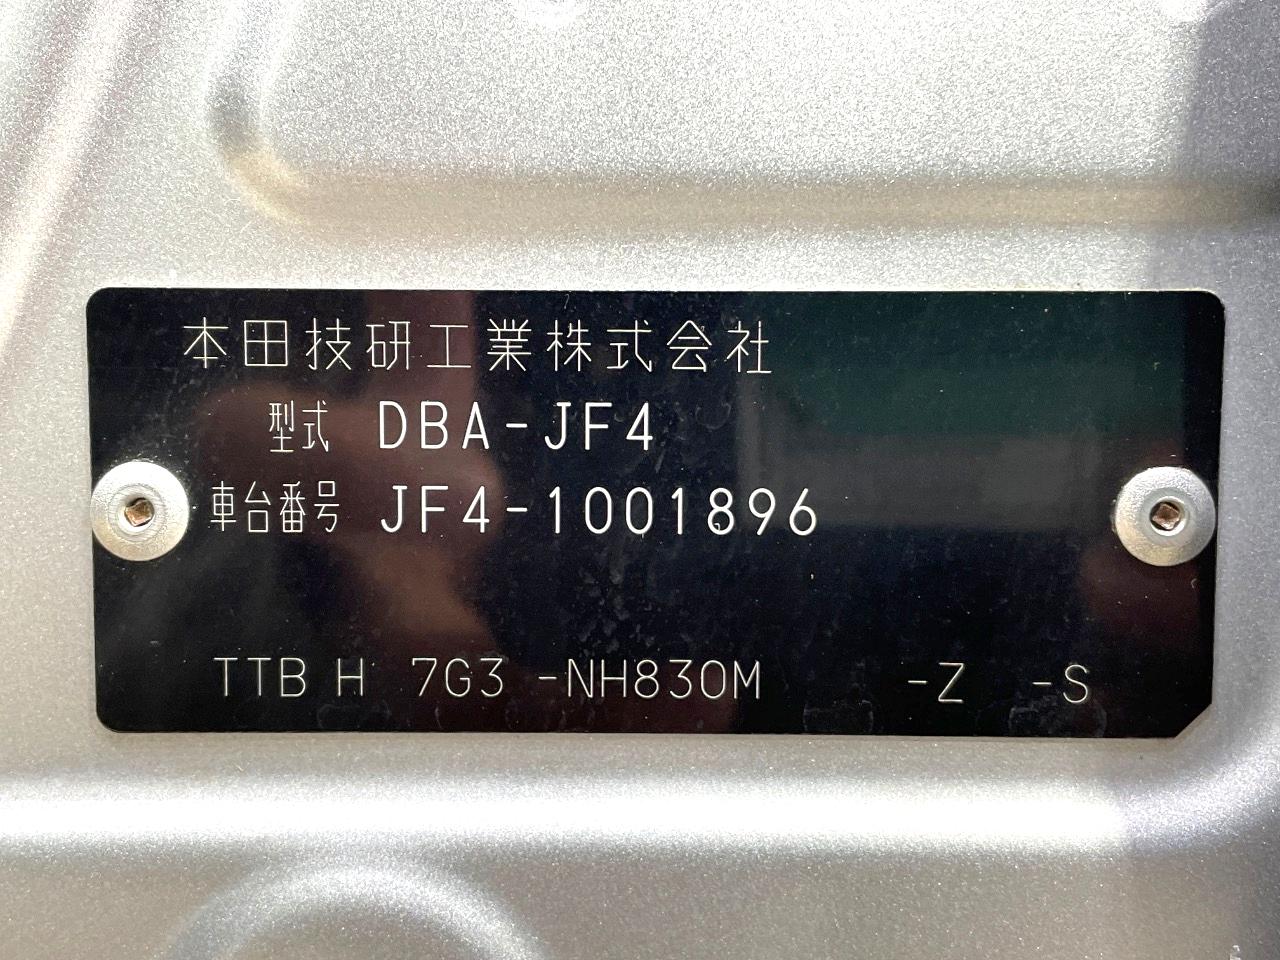 本田技研工業株式会社
型式 DBA-JF4
車台番号 JF4-1001896
TTB H 7G3 -NH830M -Z -S